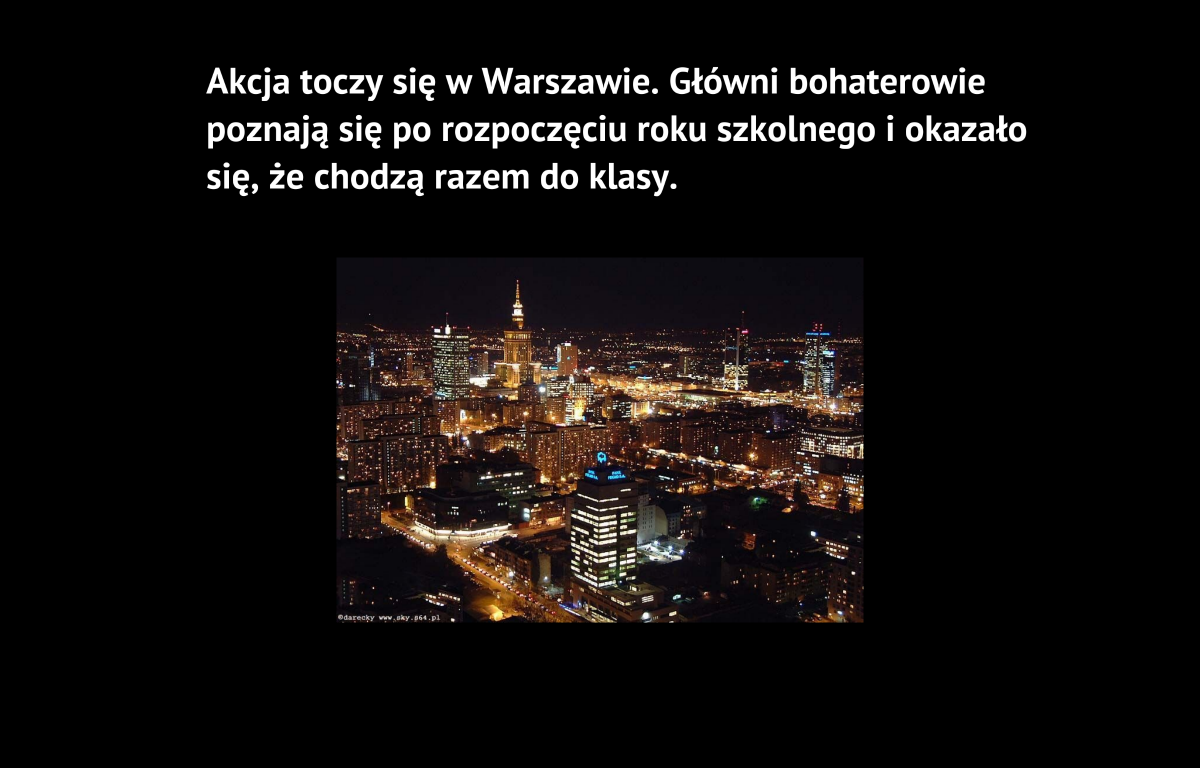 Akcja toczy się w Warszawie. Główni bohaterowie
poznają się po rozpoczęciu roku szkolnego i okazało
się, że chodzą razem do klasy.
©darecky www.sky.s64.pl